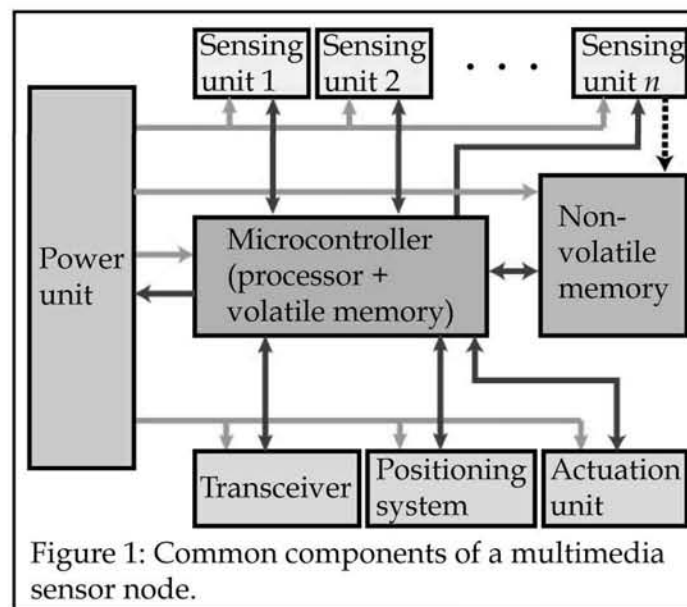 Sensing
unit 1
Sensing
unit 2
. . .
Sensing
unit n
Power
unit
Microcontroller
(processor +
volatile memory)
Non-
volatile
memory
Transceiver
Positioning
system
Actuation
unit
Figure 1: Common components of a multimedia
sensor node.